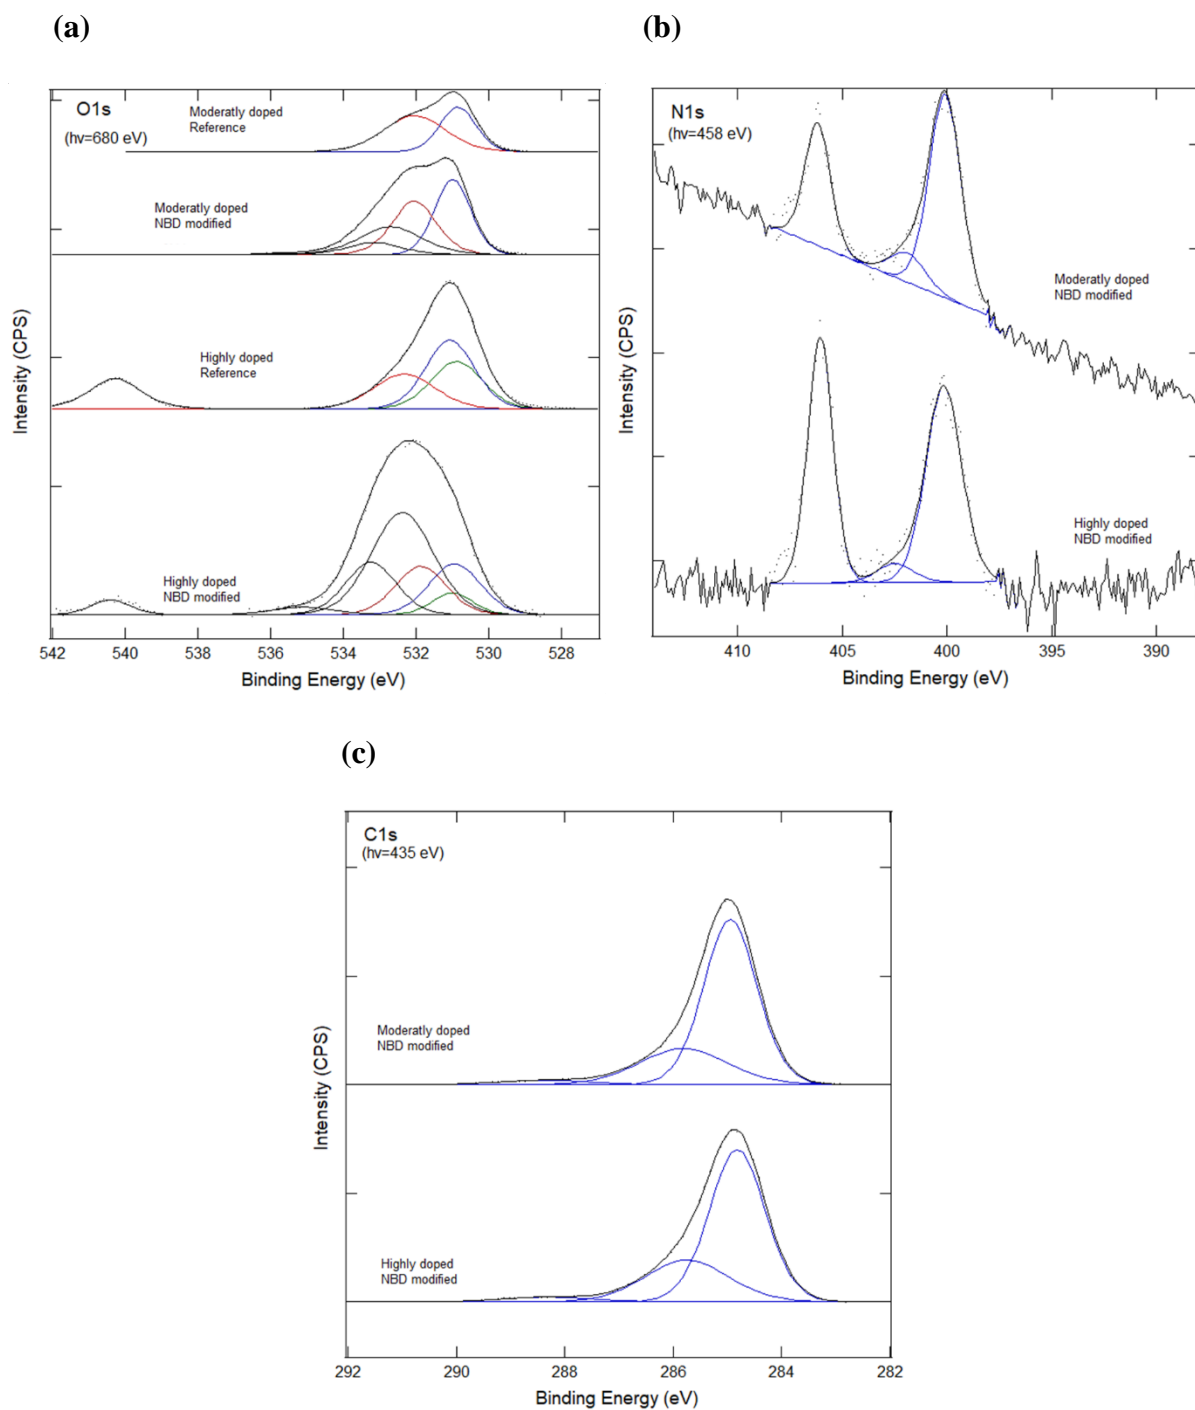 (a)
O1s
(hv=680 eV)
Moderatly doped
Reference
Moderatly doped
NBD modified
Highly doped
Reference
Highly doped
NBD modified
Intensity (CPS)
542 540 538 536 534 532 530 528
Binding Energy (eV)
(b)
N1s
(hv=458 eV)
Moderatly doped
NBD modified
Highly doped
NBD modified
Intensity (CPS)
410 405 400 395 390
Binding Energy (eV)
(c)
C1s
(hv=435 eV)
Moderatly doped
NBD modified
Highly doped
NBD modified
Intensity (CPS)
292 290 288 286 284 282
Binding Energy (eV)